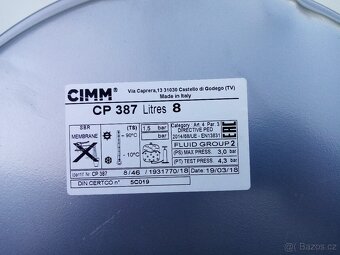 CIMM®
Via Caprera,13 31030 Castello di Godego (TV)
Made in Italy
CP 387 Litres 8
SBR
MEMBRANE
(TS)
+ 90°C
- 10°C
1,5 bar
bar
Category Art. 4 Par. 3
DIRECTIVE PED
2014/68/UE - EN13831
EAC
FLUID GROUP 2
(PS) MAX PRESS. 3,0 bar
(PT) TEST PRESS. 4,3 bar
Identif. Nr. CP 387 8/46 / 1931770/18 DATE 19/03/18
DIN CERTCO n° 5C019
bazos.cz